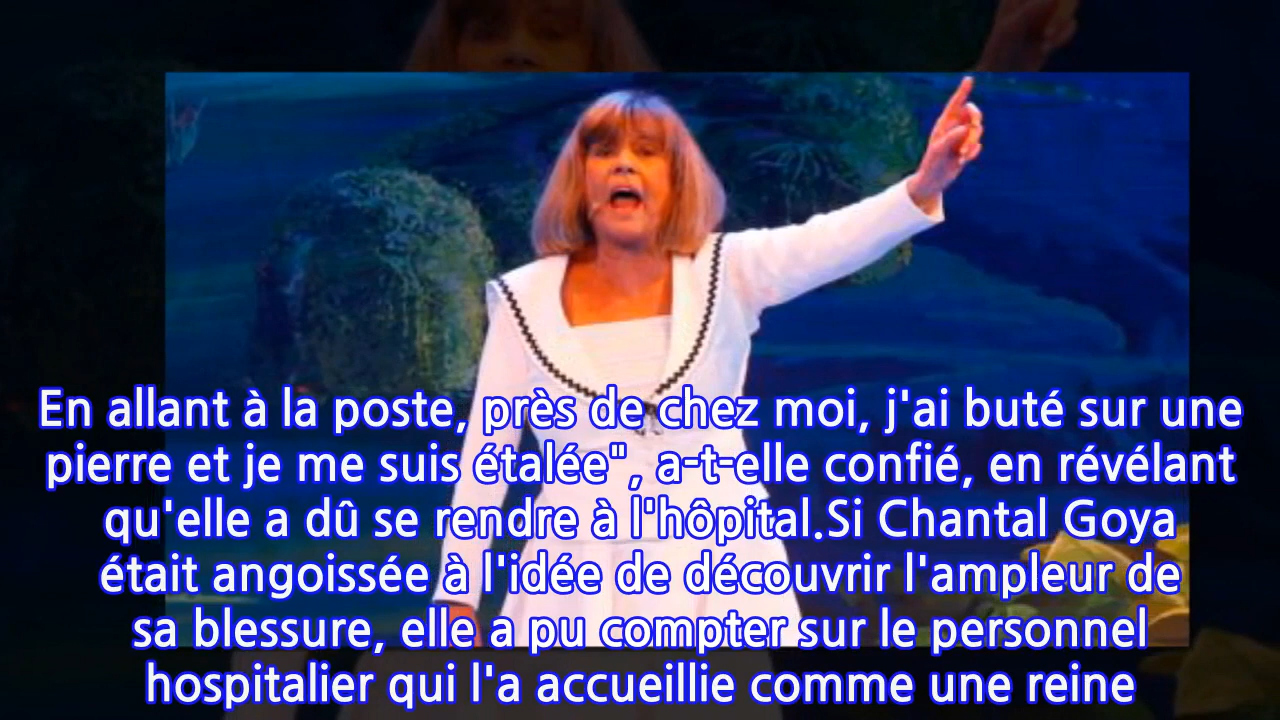 En allant à la poste, près de chez moi, j'ai buté sur une
pierre et je me suis étalée", a-t-elle confié, en révélant
qu'elle a dû se rendre à l'hôpital.Si Chantal Goya
était angoissée à l'idée de découvrir l'ampleur de
sa blessure, elle a pu compter sur le personnel
hospitalier qui l'a accueillie comme une reine